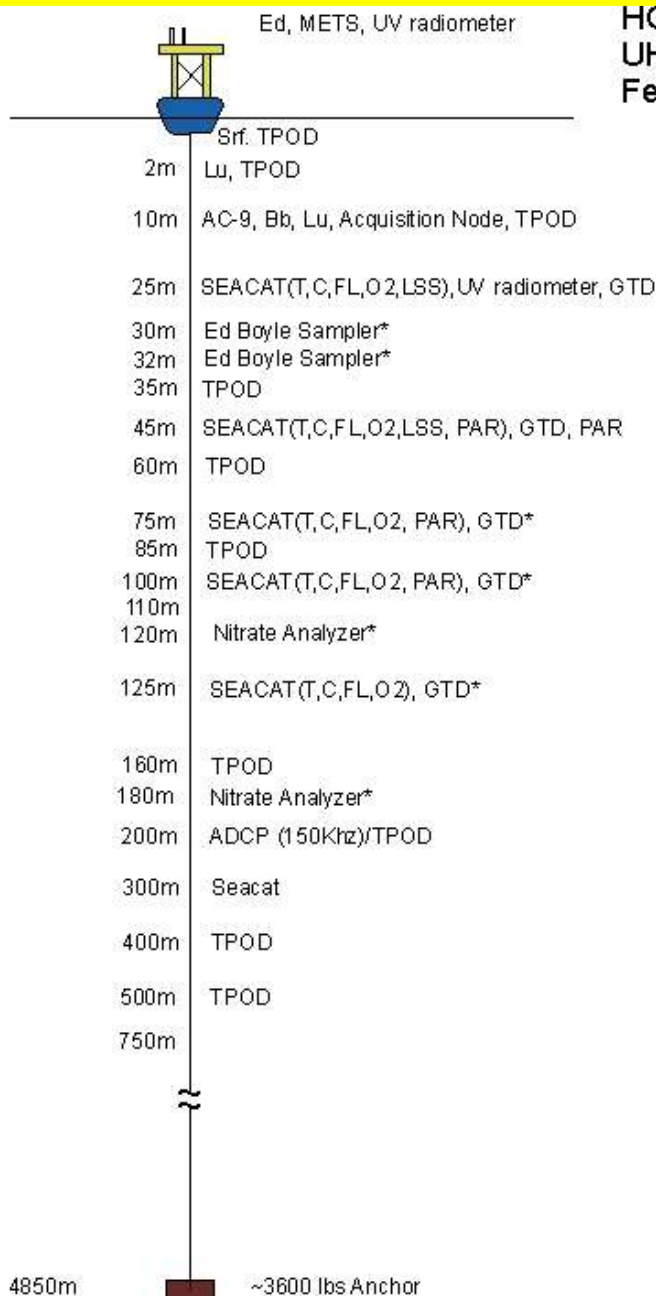 Ed, METS, UV radiometer
Srf. TPOD
2m Lu, TPOD
10m AC-9, Bb, Lu, Acquisition Node, TPOD
25m SEACAT(T,C,FL,O2,LSS),UV radiometer, GTD
30m Ed Boyle Sampler*
32m Ed Boyle Sampler*
35m TPOD
45m SEACAT(T,C,FL,O2,LSS, PAR), GTD, PAR
60m TPOD
75m SEACAT(T,C,FL,O2, PAR), GTD*
85m TPOD
100m SEACAT(T,C,FL,O2, PAR), GTD*
110m
120m Nitrate Analyzer*
125m SEACAT(T,C,FL,O2), GTD*
160m TPOD
180m Nitrate Analyzer*
200m ADCP (150Khz)/TPOD
300m Seacat
400m TPOD
500m TPOD
750m
4850m ~3600 lbs Anchor